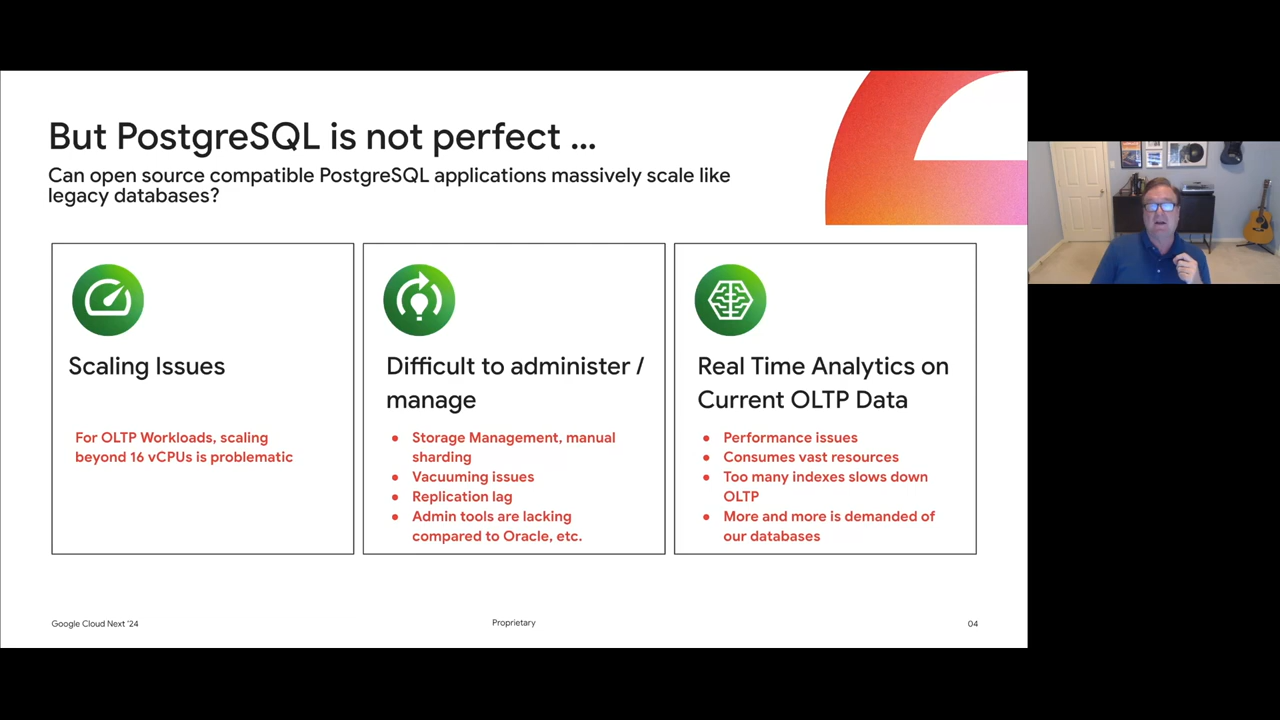 But PostgreSQL is not perfect ...
Can open source compatible PostgreSQL applications massively scale like
legacy databases?
Scaling Issues
For OLTP Workloads, scaling
beyond 16 vCPUs is problematic
Difficult to administer /
manage
• Storage Management, manual
sharding
• Vacuuming issues
• Replication lag
• Admin tools are lacking
compared to Oracle, etc.
Real Time Analytics on
Current OLTP Data
• Performance issues
• Consumes vast resources
• Too many indexes slows down
OLTP
• More and more is demanded of
our databases
Google Cloud Next '24
Proprietary
04